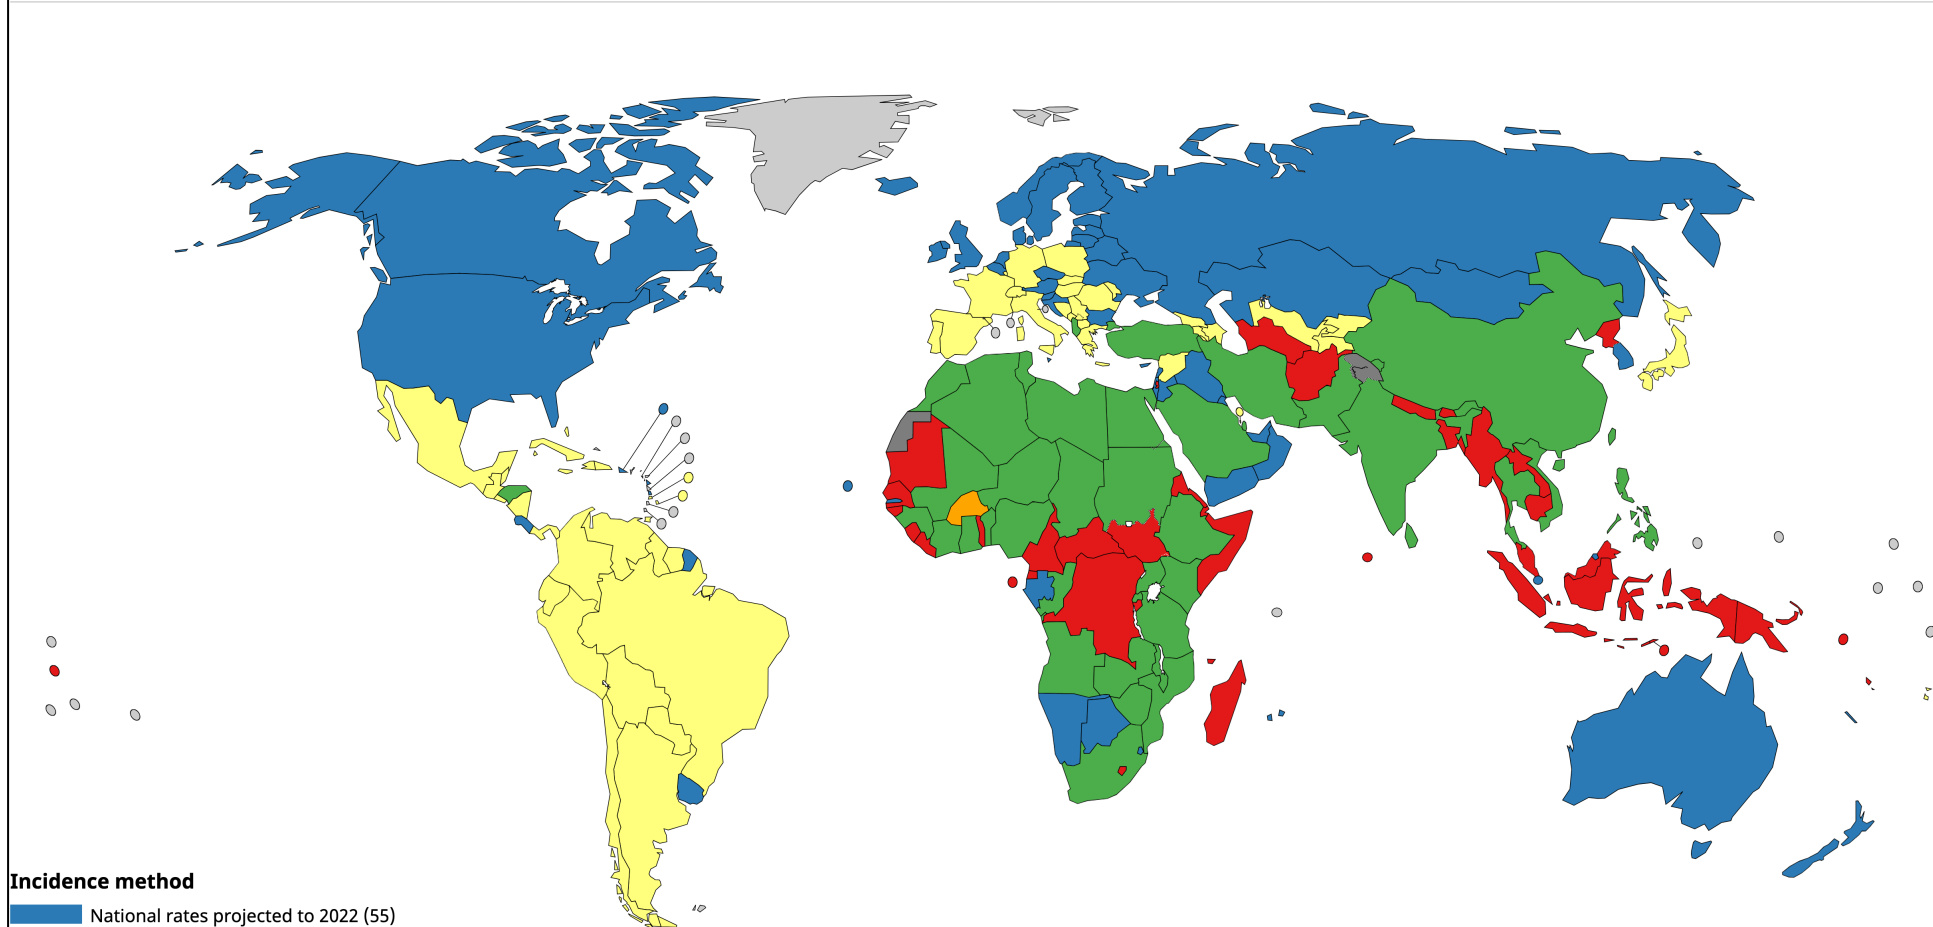 Incidence method
National rates projected to 2022 (55)